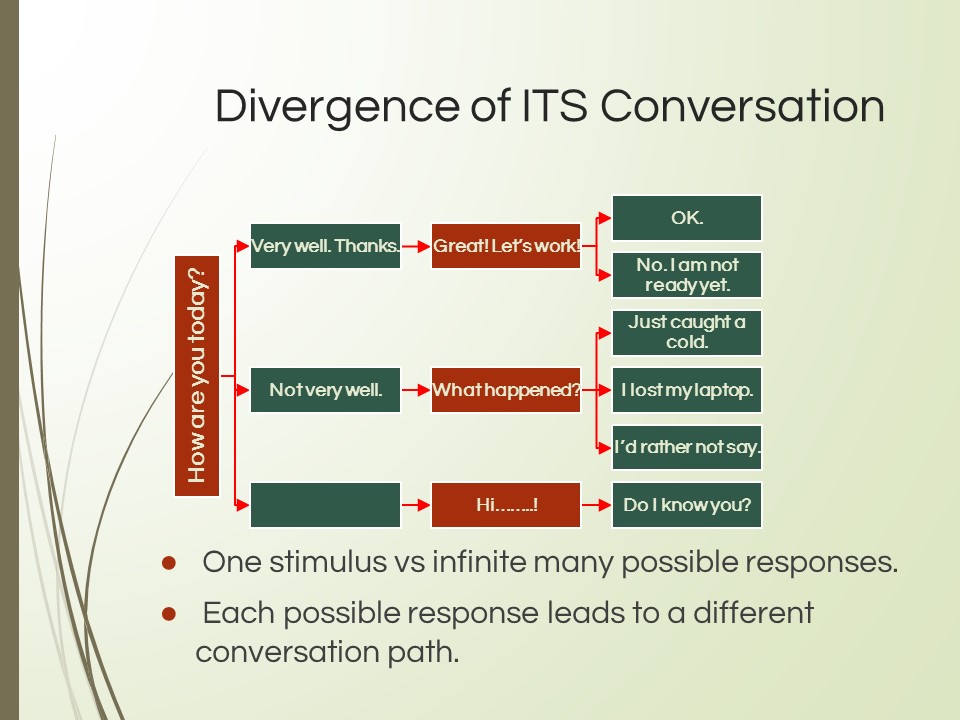 Divergence of ITS Conversation
How are you today?
Very well. Thanks.
Great! Let's work!
OK.
No. I am not
ready yet.
Not very well.
What happened?
Just caught a
cold.
I lost my laptop.
I'd rather not say.
Hi……..!
Do I know you?
One stimulus vs infinite many possible responses.
Each possible response leads to a different
conversation path.